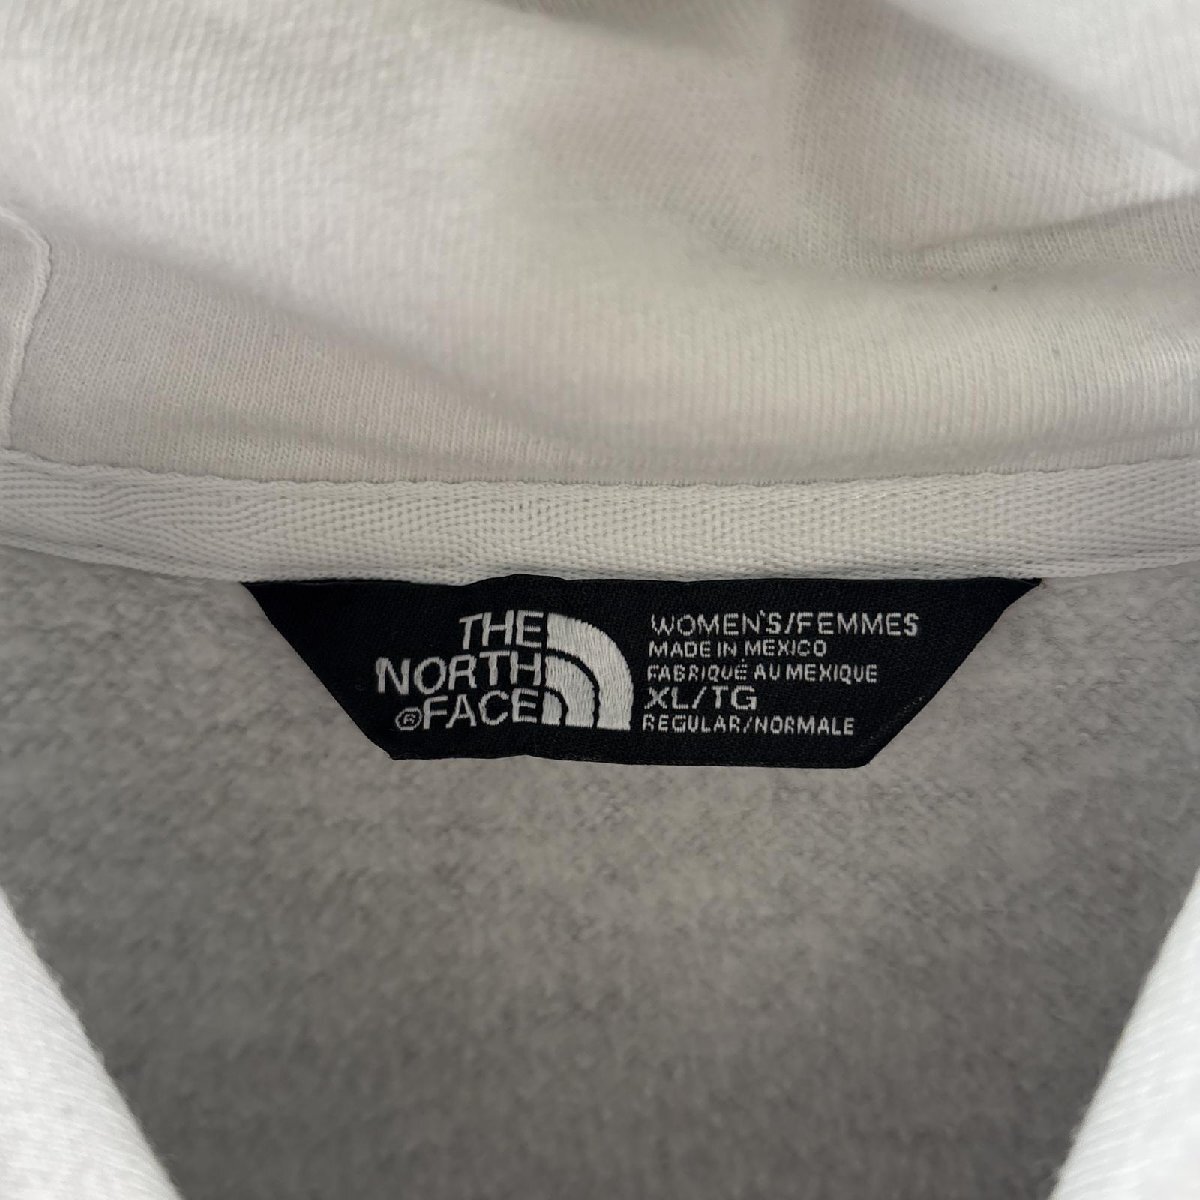 THE
NORTH
® FACE
WOMEN'S/FEMMES
MADE IN MEXICO
FABRIQUÉ AU MEXIQUE
XL/TG
REGULAR/NORMALE